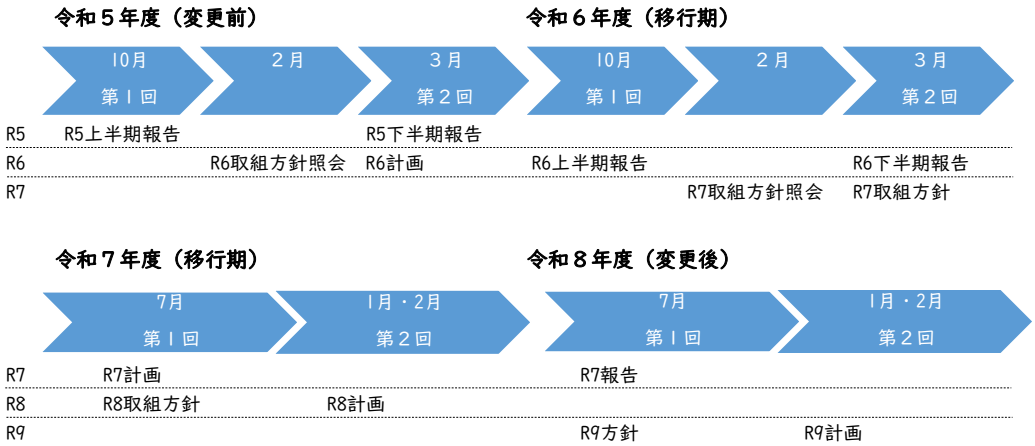 令和５年度（変更前）　令和６年度（移行期）
10月　２月　３月　10月　２月　３月
第１回　第２回　第１回　第２回
R5　R5上半期報告　R5下半期報告
R6　R6取組方針照会　R6計画　R6上半期報告　R6下半期報告
R7　R7取組方針照会　R7取組方針
令和７年度（移行期）　令和８年度（変更後）
7月　1月・2月　7月　1月・2月
第１回　第２回　第１回　第２回
R7　R7計画　R7報告
R8　R8取組方針　R8計画
R9　R9方針　R9計画